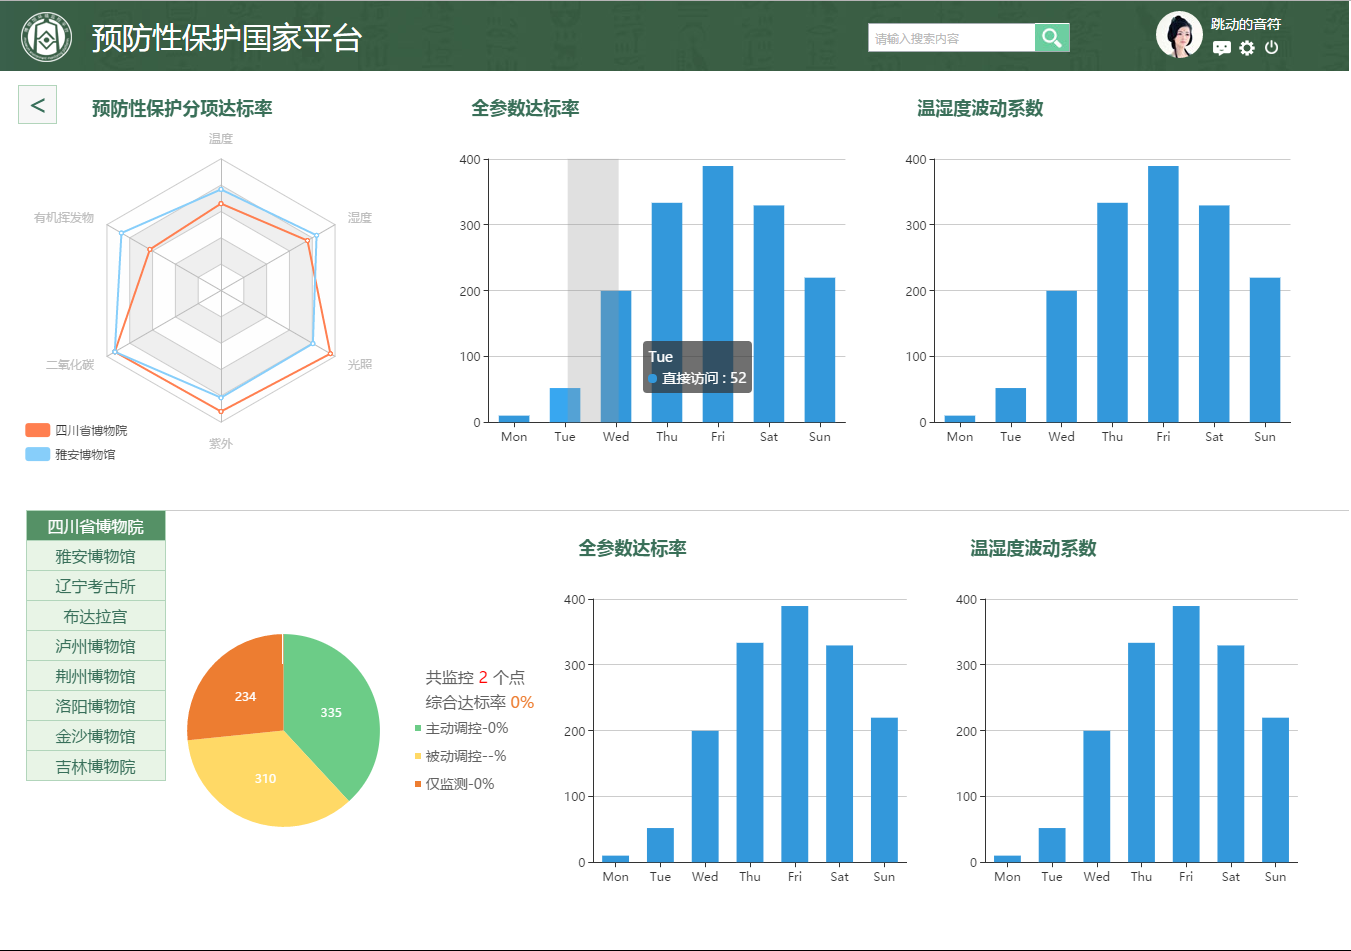 预防性保护国家平台
请输入搜索内容
跳动的音符
<
预防性保护分项达标率
温度
湿度
光照
紫外
二氧化碳
有机挥发物
四川省博物院
雅安博物馆
全参数达标率
400
300
200
100
0
Mon Tue Wed Thu Fri Sat Sun
Tue
直接访问 : 52
温湿度波动系数
400
300
200
100
0
Mon Tue Wed Thu Fri Sat Sun
四川省博物院
雅安博物馆
辽宁考古所
布达拉宫
泸州博物馆
荆州博物馆
洛阳博物馆
金沙博物馆
吉林博物院
234
335
310
共监控 2 个点
综合达标率 0%
主动调控-0%
被动调控--%
仅监测-0%
全参数达标率
400
300
200
100
0
Mon Tue Wed Thu Fri Sat Sun
温湿度波动系数
400
300
200
100
0
Mon Tue Wed Thu Fri Sat Sun